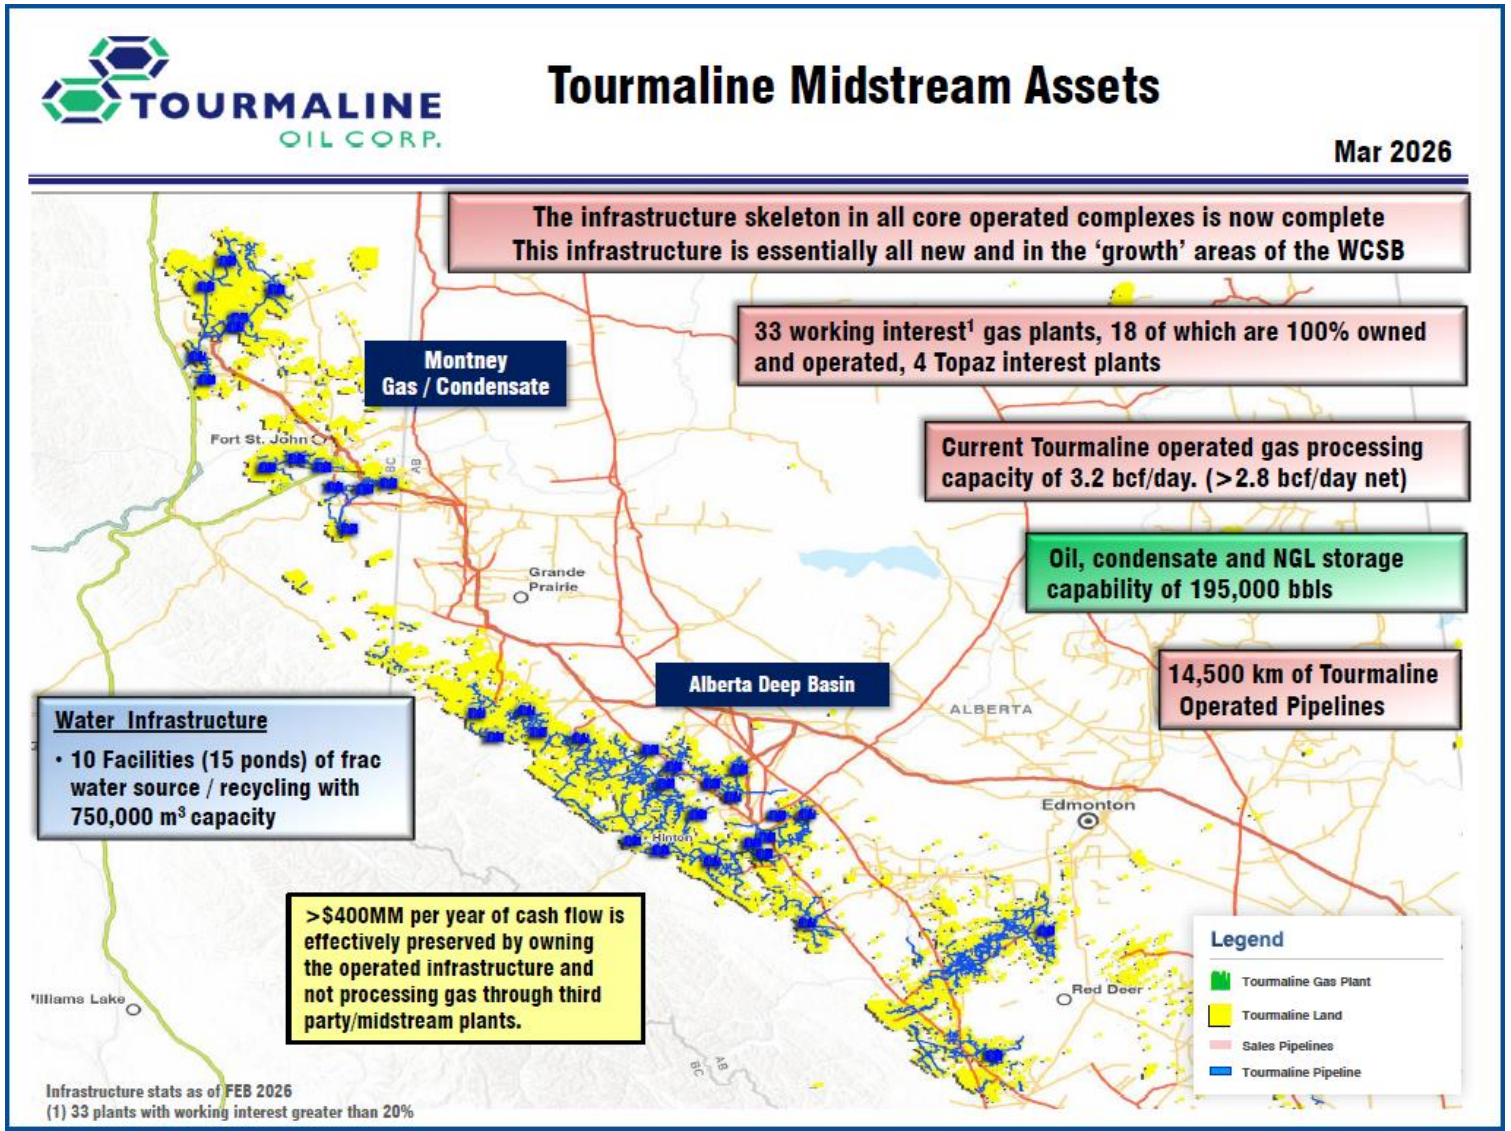 TOURMALINE
OIL CORP.
Tourmaline Midstream Assets
Mar 2026
The infrastructure skeleton in all core operated complexes is now complete
This infrastructure is essentially all new and in the ‘growth’ areas of the WCSB
33 working interest¹ gas plants, 18 of which are 100% owned
and operated, 4 Topaz interest plants
Montney
Gas / Condensate
Current Tourmaline operated gas processing
capacity of 3.2 bcf/day. (>2.8 bcf/day net)
Fort St. John
BC
AB
Oil, condensate and NGL storage
capability of 195,000 bbls
Grande
Prairie
14,500 km of Tourmaline
Operated Pipelines
Alberta Deep Basin
ALBERTA
Water Infrastructure
• 10 Facilities (15 ponds) of frac
water source / recycling with
750,000 m³ capacity
Edmonton
Hinton
>$400MM per year of cash flow is
effectively preserved by owning
the operated infrastructure and
not processing gas through third
party/midstream plants.
Williams Lake
Red Deer
Legend
Tourmaline Gas Plant
Tourmaline Land
Sales Pipelines
Tourmaline Pipeline
AB
BC
Infrastructure stats as of FEB 2026
(1) 33 plants with working interest greater than 20%